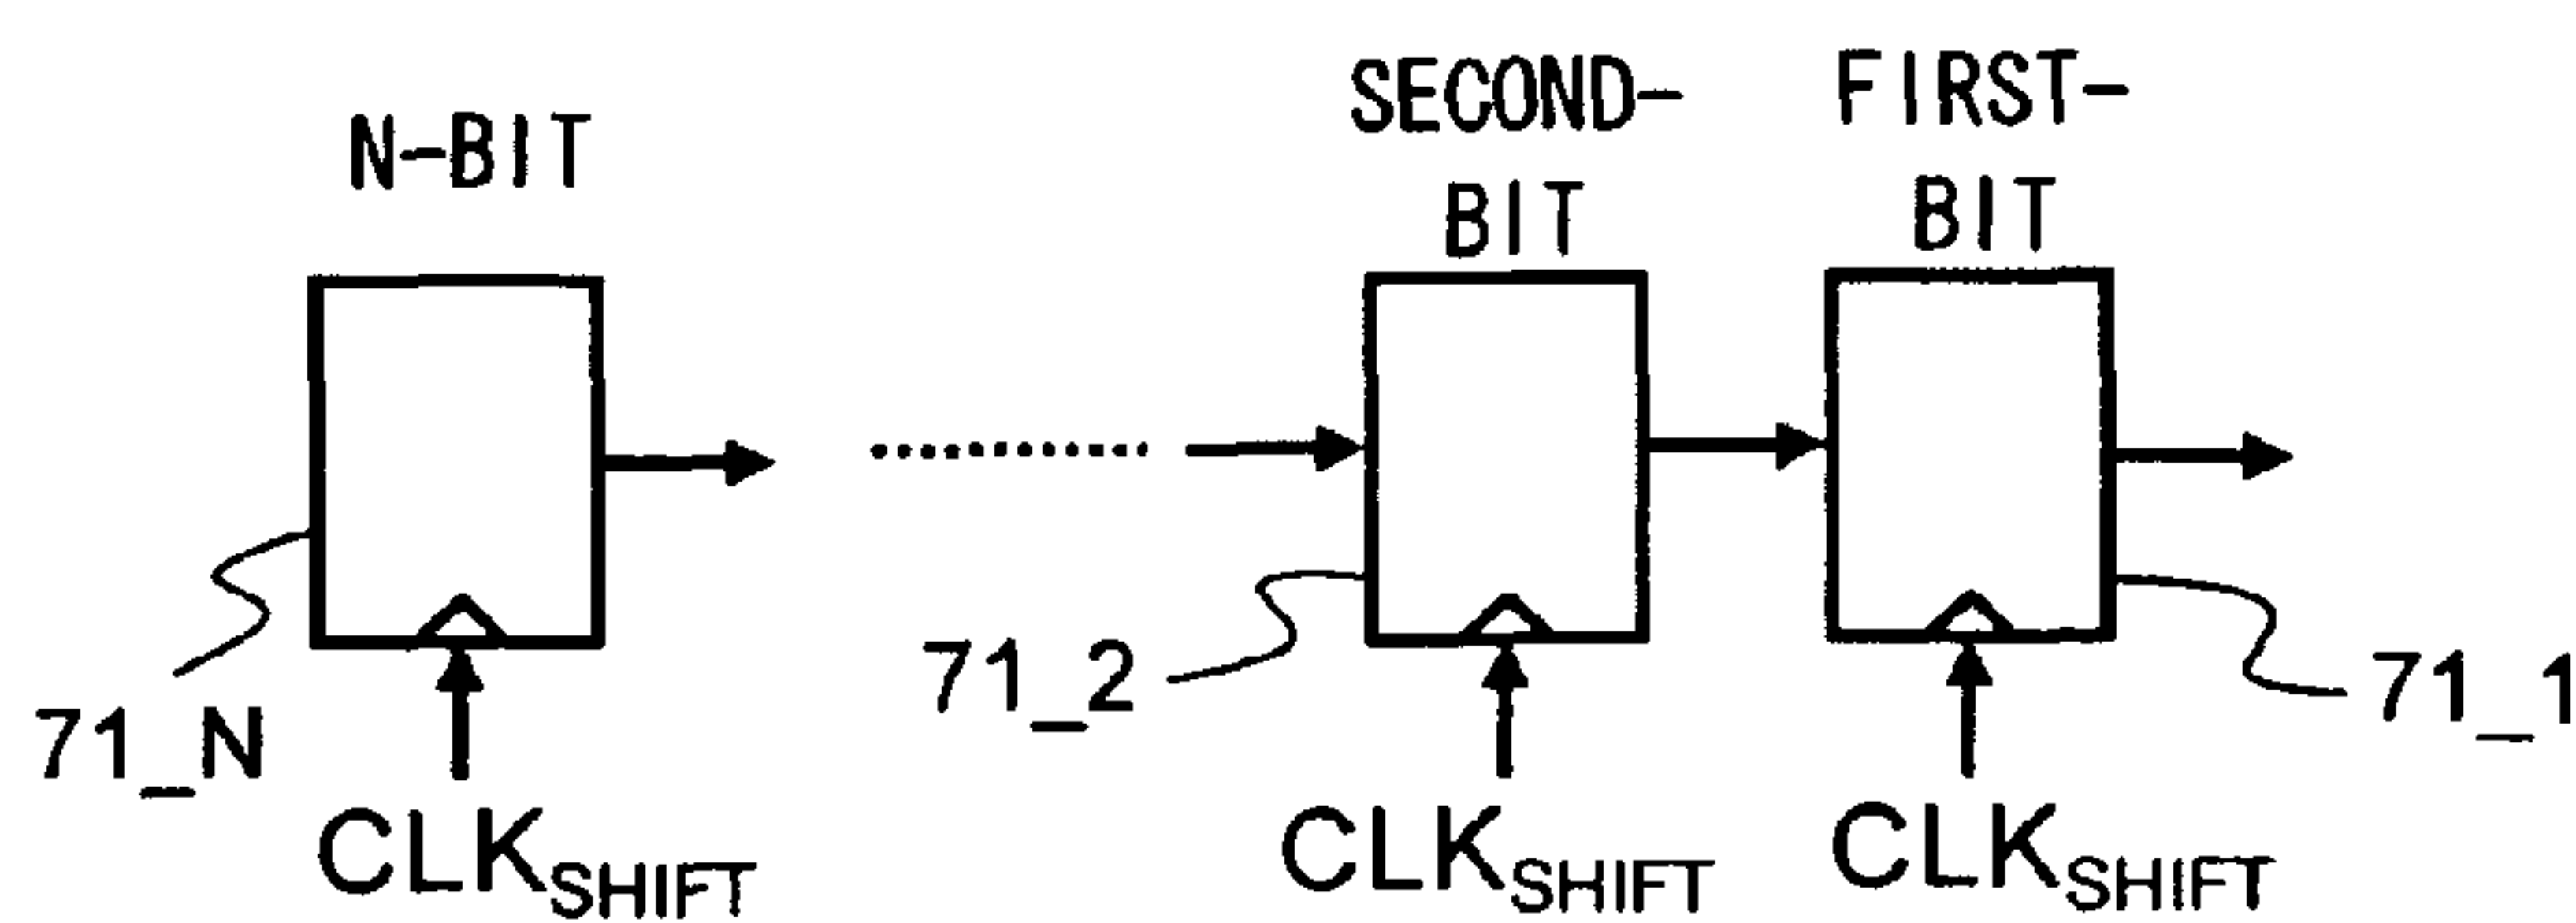 N-BIT
SECOND-
BIT
FIRST-
BIT
71_N
71_2
71_1
CLKSHIFT
CLKSHIFT
CLKSHIFT